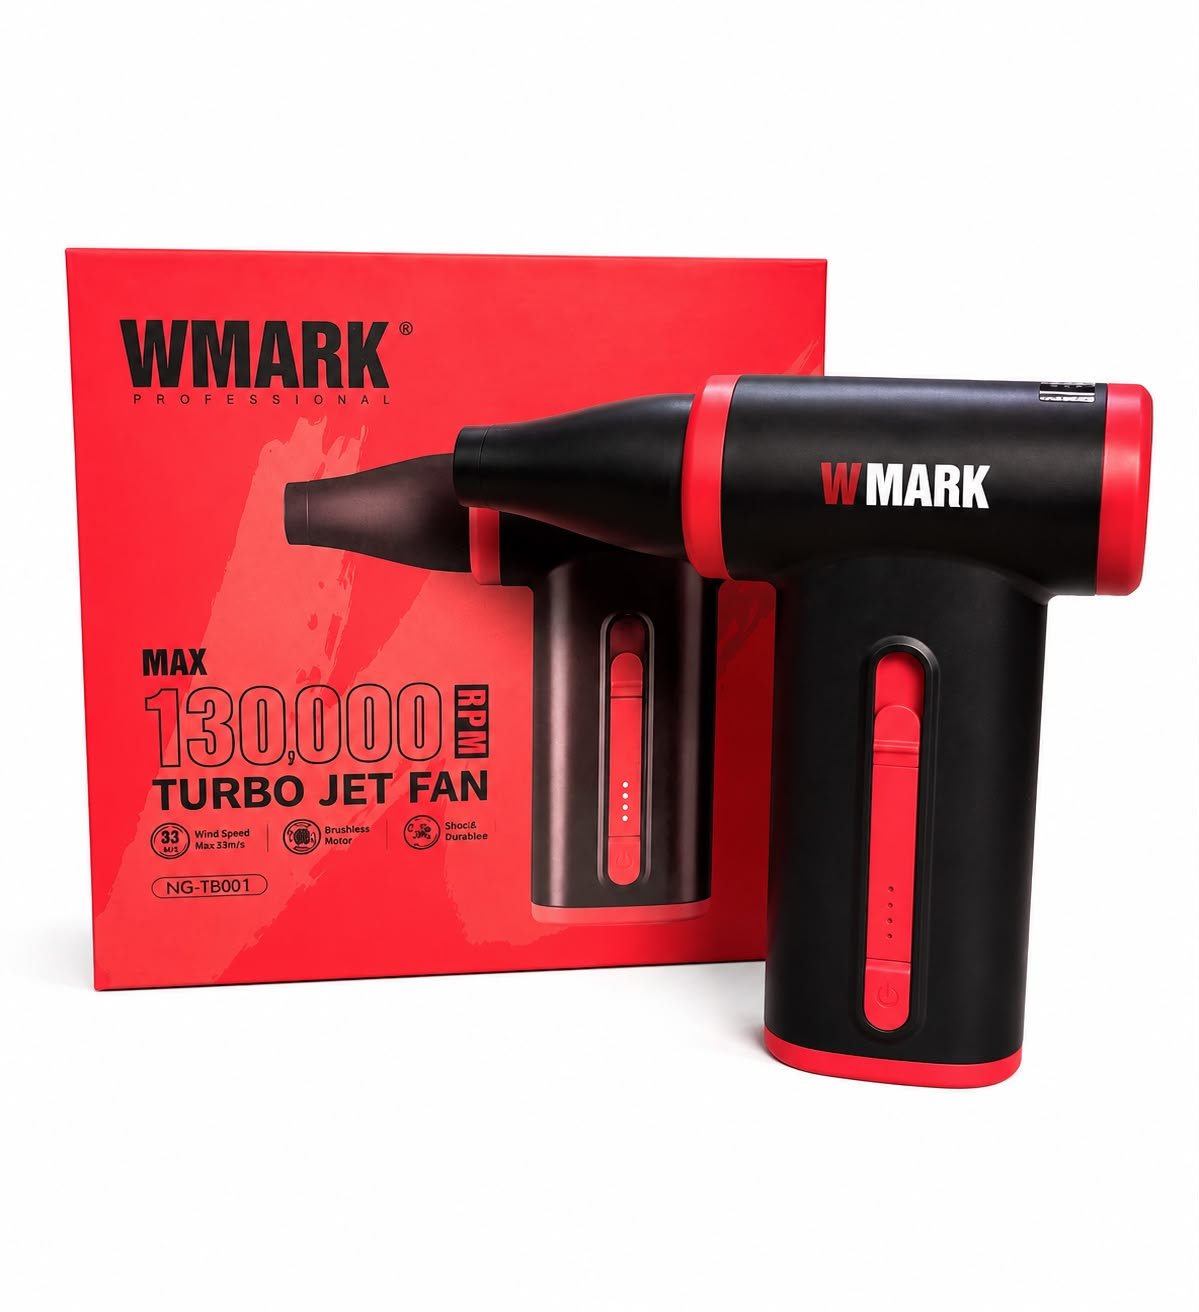 WMARK®
PROFESSIONAL
MAX
130,000 RPM
TURBO JET FAN
33
Wind Speed
Max 33m/s
Brushless
Motor
Durablee
NG-TB001
WMARK